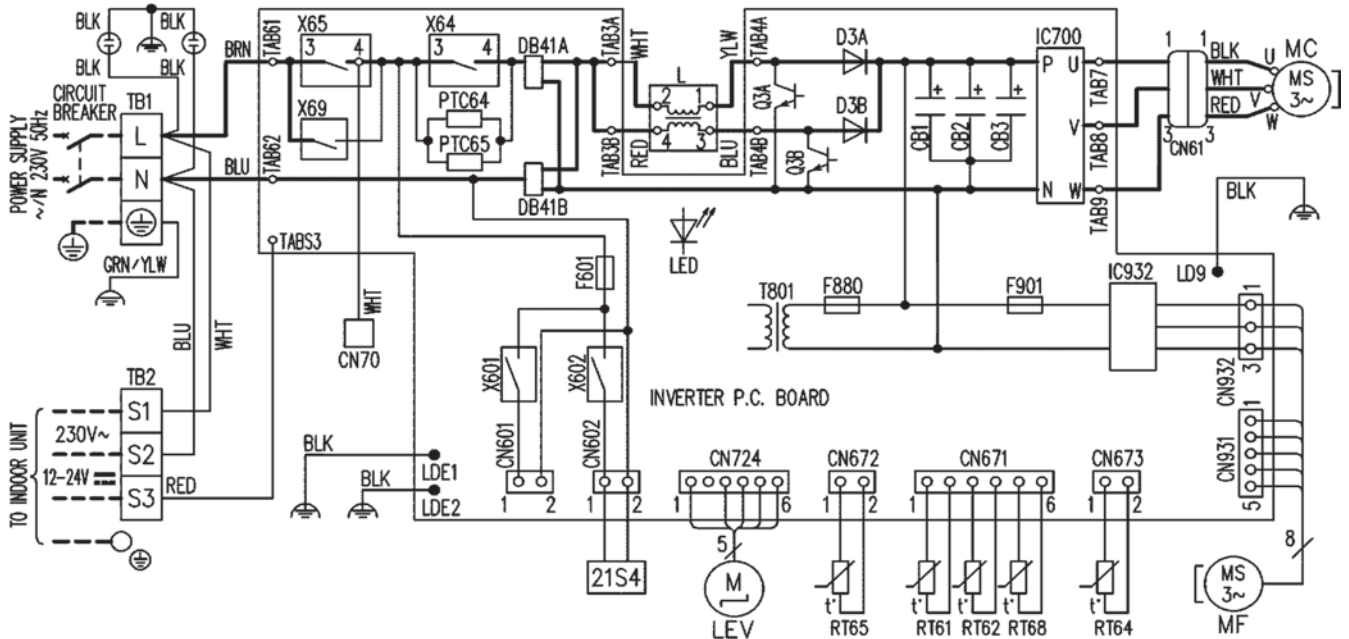 BLK
BLK
BLK
BLK
BRN
TAB61
X65
3 4
X64
3 4
DB41A
TAB3A
WHT
L
2 1
4 3
YLW
TAB4A
D3A
IC700
P U
V
N W
TAB7
TAB8
TAB9
1 1
3 3
CN61
BLK
WHT
RED
U
V
W
MC
MS
3~
POWER SUPPLY
~/N 230V 50Hz
CIRCUIT
BREAKER
TB1
L
N
X69
PTC64
PTC65
TAB3B
RED
BLU
TAB4B
Q3A
D3B
Q3B
+
+
+
CB1
CB2
CB3
BLU
TAB62
DB41B
BLK
LD9
GRN/YLW
TABS3
LED
F601
WHT
CN70
BLU
WHT
T801
F880
F901
IC932
1
3
CN932
X601
X602
INVERTER P.C. BOARD
TB2
S1
S2
S3
TO INDOOR UNIT
230V~
12-24V
RED
BLK
LDE1
BLK
LDE2
CN601
1 2
CN602
1 2
CN724
1 6
CN672
1 2
CN671
1 6
CN673
1 2
CN931
1
5
21S4
5
M
LEV
t°
RT65
t°
RT61
t°
RT62
t°
RT68
t°
RT64
8
MS
3~
MF